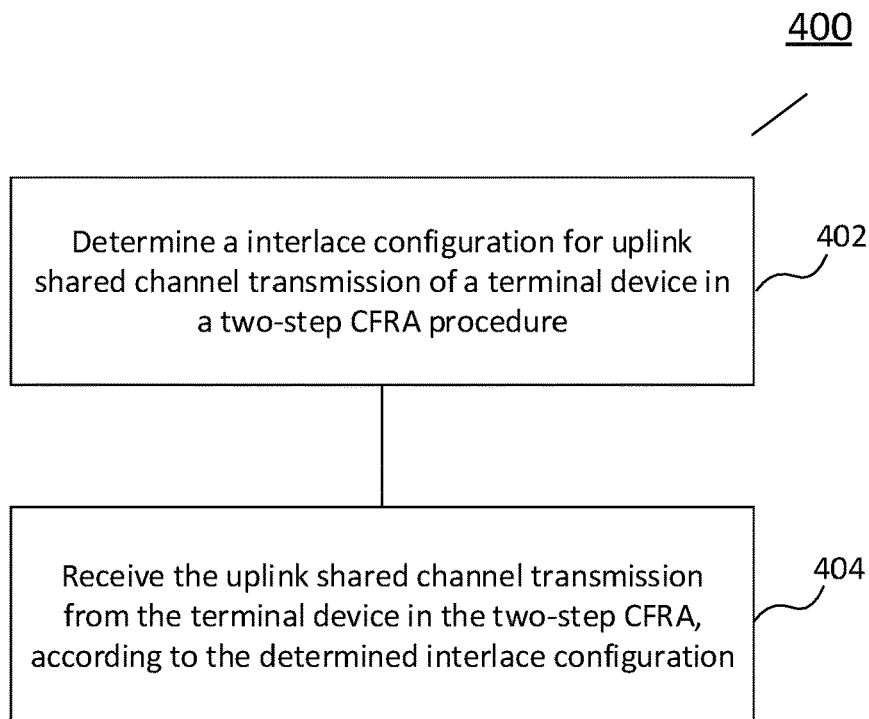 400
Determine a interlace configuration for uplink
shared channel transmission of a terminal device in
a two-step CFRA procedure
402
Receive the uplink shared channel transmission
from the terminal device in the two-step CFRA,
according to the determined interlace configuration
404